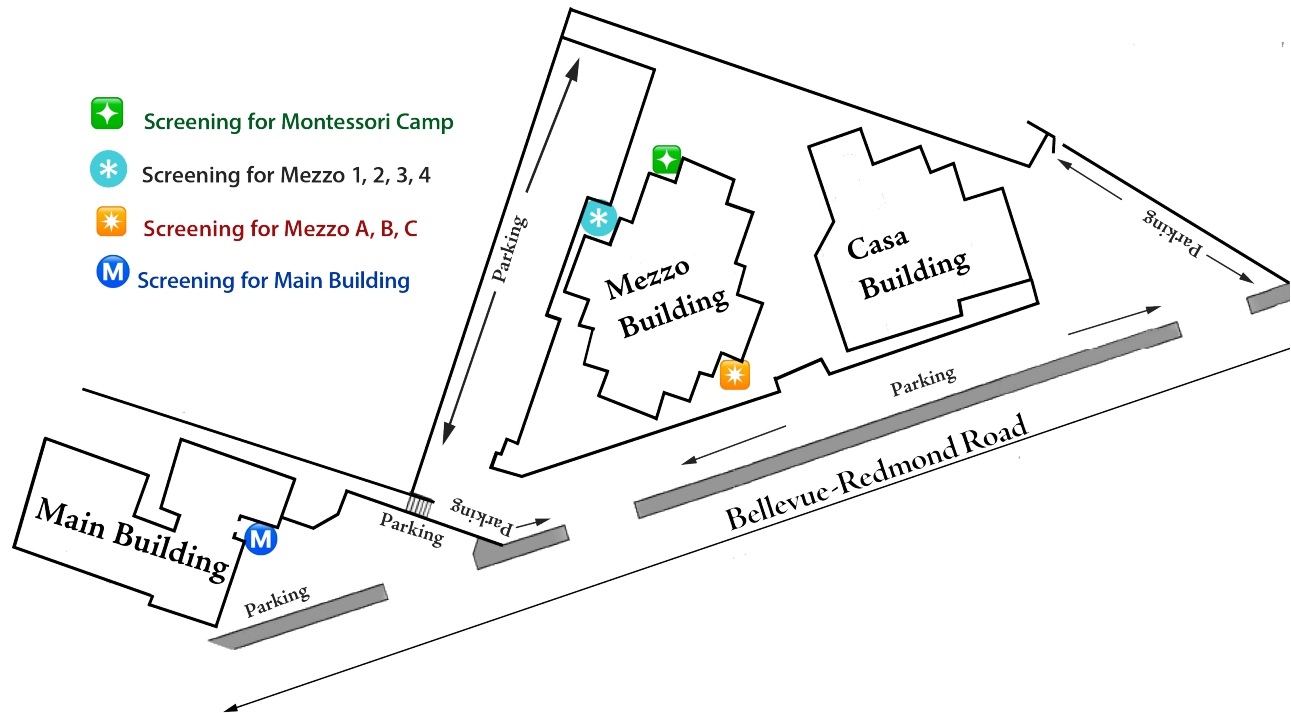 Screening for Montessori Camp
Screening for Mezzo 1, 2, 3, 4
Screening for Mezzo A, B, C
M Screening for Main Building
Parking
Mezzo
Building
Casa
Building
Parking
Parking
Bellevue-Redmond Road
Main Building
M
Parking
Parking
Parking